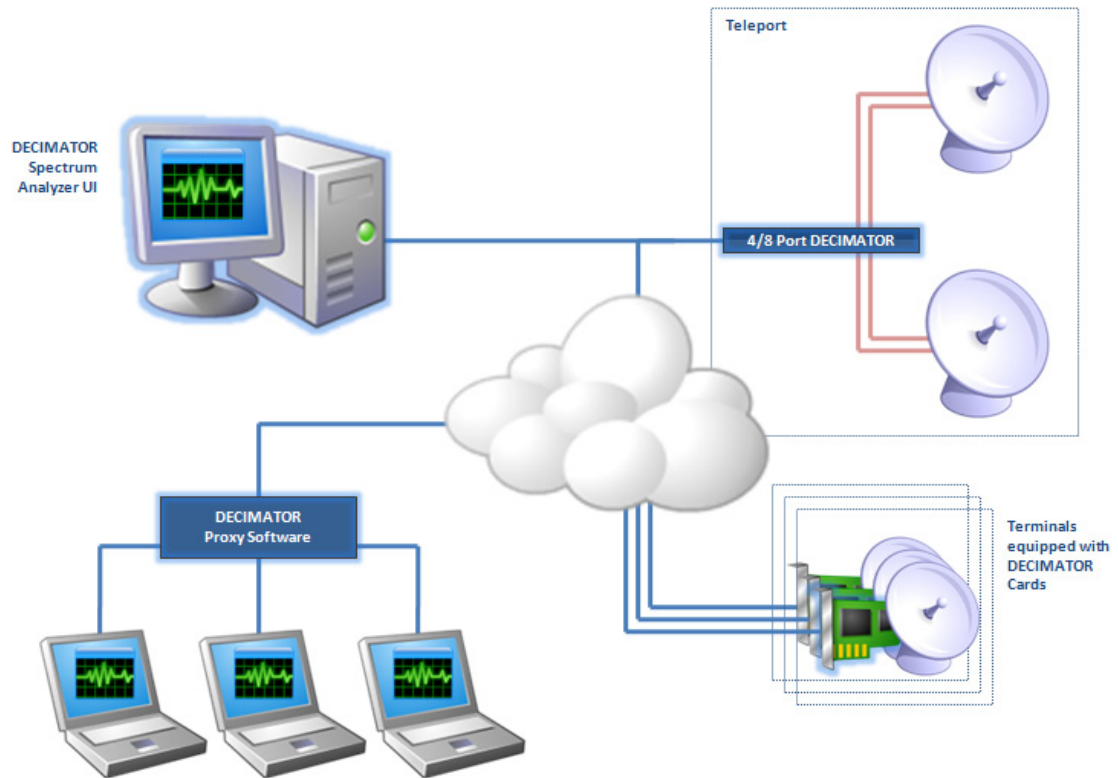 Teleport
DECIMATOR
Spectrum
Analyzer UI
4/8 Port DECIMATOR
DECIMATOR
Proxy Software
Terminals
equipped with
DECIMATOR
Cards